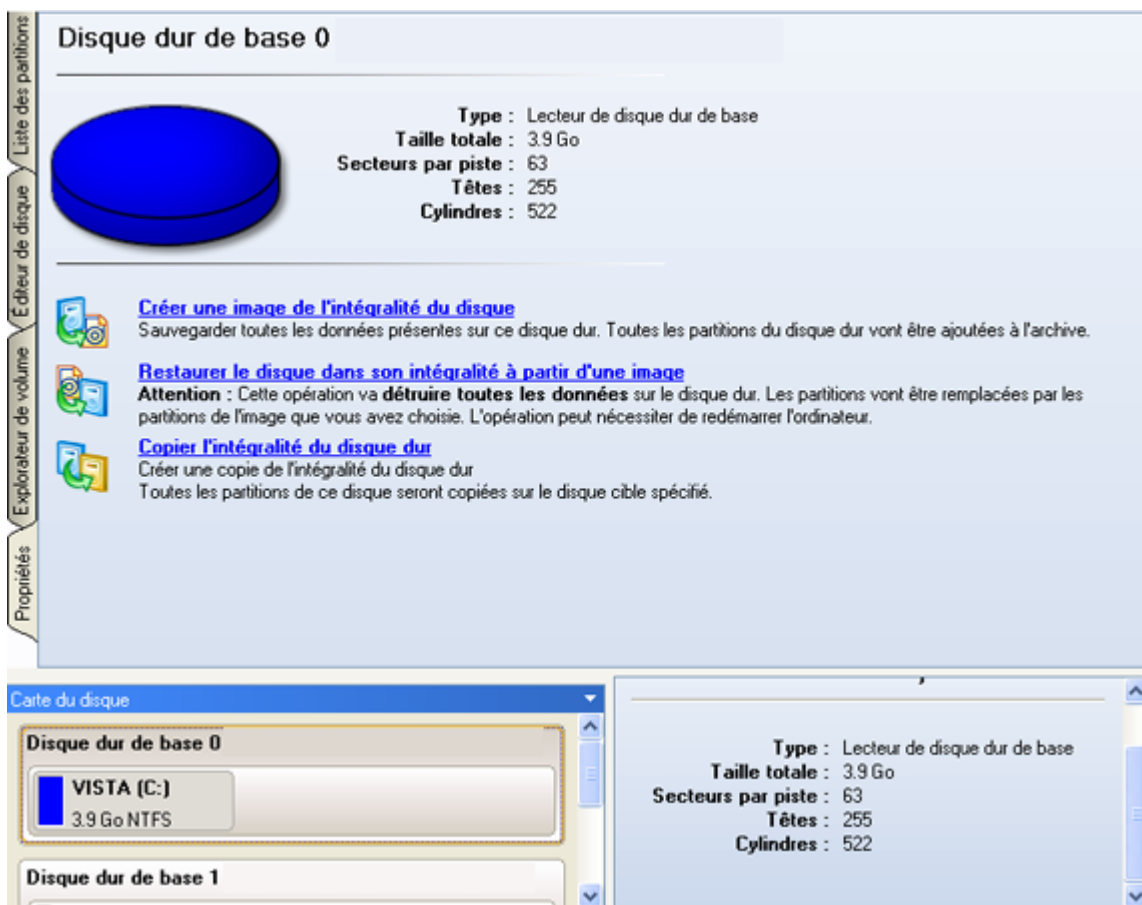 Liste des partitions
Éditeur de disque
Explorateur de volume
Propriétés
Disque dur de base 0
Type : Lecteur de disque dur de base
Taille totale : 3.9 Go
Secteurs par piste : 63
Têtes : 255
Cylindres : 522
Créer une image de l'intégralité du disque
Sauvegarder toutes les données présentes sur ce disque dur. Toutes les partitions du disque dur vont être ajoutées à l'archive.
Restaurer le disque dans son intégralité à partir d'une image
Attention : Cette opération va détruire toutes les données sur le disque dur. Les partitions vont être remplacées par les
partitions de l'image que vous avez choisie. L'opération peut nécessiter de redémarrer l'ordinateur.
Copier l'intégralité du disque dur
Créer une copie de l'intégralité du disque dur
Toutes les partitions de ce disque seront copiées sur le disque cible spécifié.
Carte du disque
Disque dur de base 0
VISTA (C:)
3.9 Go NTFS
Disque dur de base 1
Type : Lecteur de disque dur de base
Taille totale : 3.9 Go
Secteurs par piste : 63
Têtes : 255
Cylindres : 522